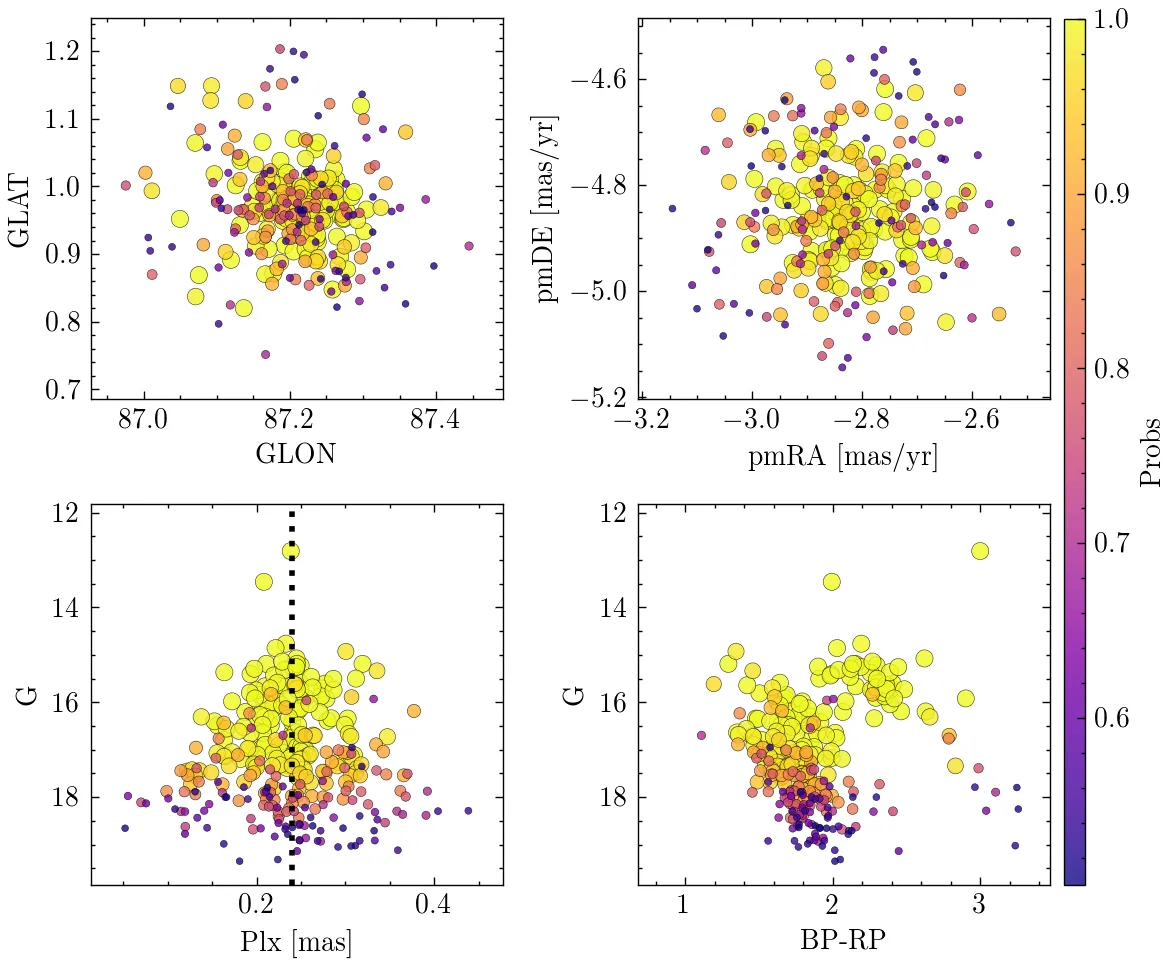 1.2
1.1
1.0
0.9
0.8
0.7
GLAT
87.0 87.2 87.4
GLON
−4.6
−4.8
−5.0
−5.2
pmDE [mas/yr]
−3.2 −3.0 −2.8 −2.6
pmRA [mas/yr]
12
14
16
18
G
0.2 0.4
Plx [mas]
12
14
16
18
G
1 2 3
BP-RP
1.0
0.9
0.8
0.7
0.6
Probs